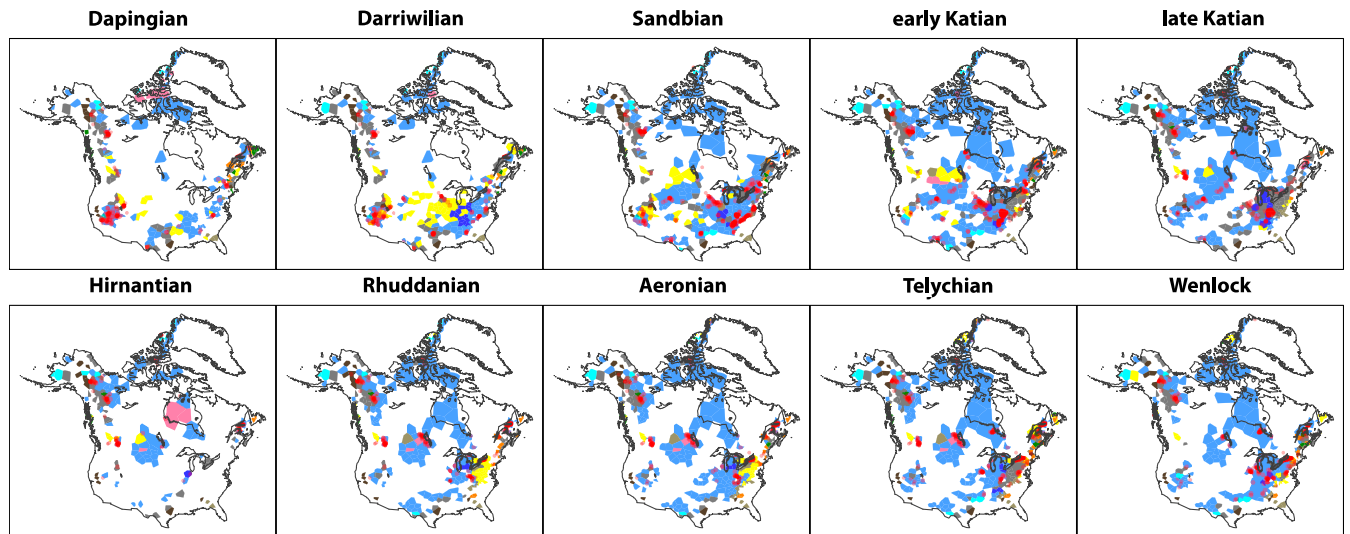 Dapingian
Darriwilian
Sandbian
early Katian
late Katian
Hirnantian
Rhuddanian
Aeronian
Telychian
Wenlock